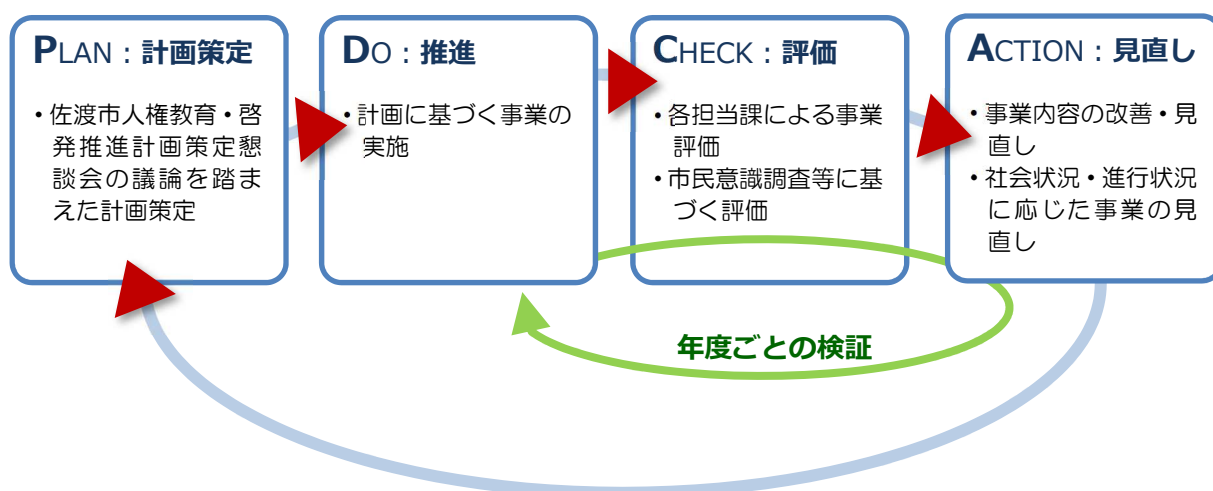 PLAN：計画策定
・佐渡市人権教育・啓
発推進計画策定懇
談会の議論を踏ま
えた計画策定
DO：推進
・計画に基づく事業の
実施
CHECK：評価
・各担当課による事業
評価
・市民意識調査等に基
づく評価
ACTION：見直し
・事業内容の改善・見
直し
・社会状況・進行状況
に応じた事業の見
直し
年度ごとの検証